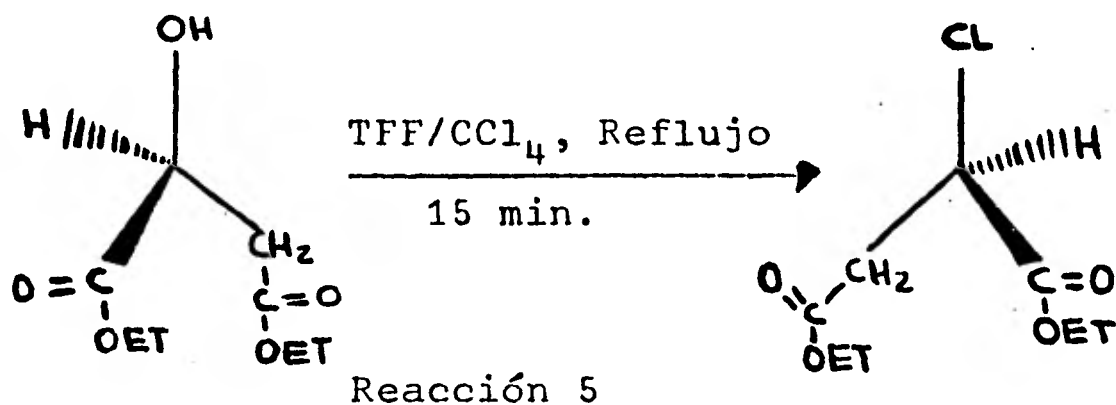 OH
H
C
O=C
OET
CH₂
C=O
OET
TFF/CCl₄, Reflujo
15 min.
CL
H
CH₂
O=C
OET
C=O
OET
Reacción 5